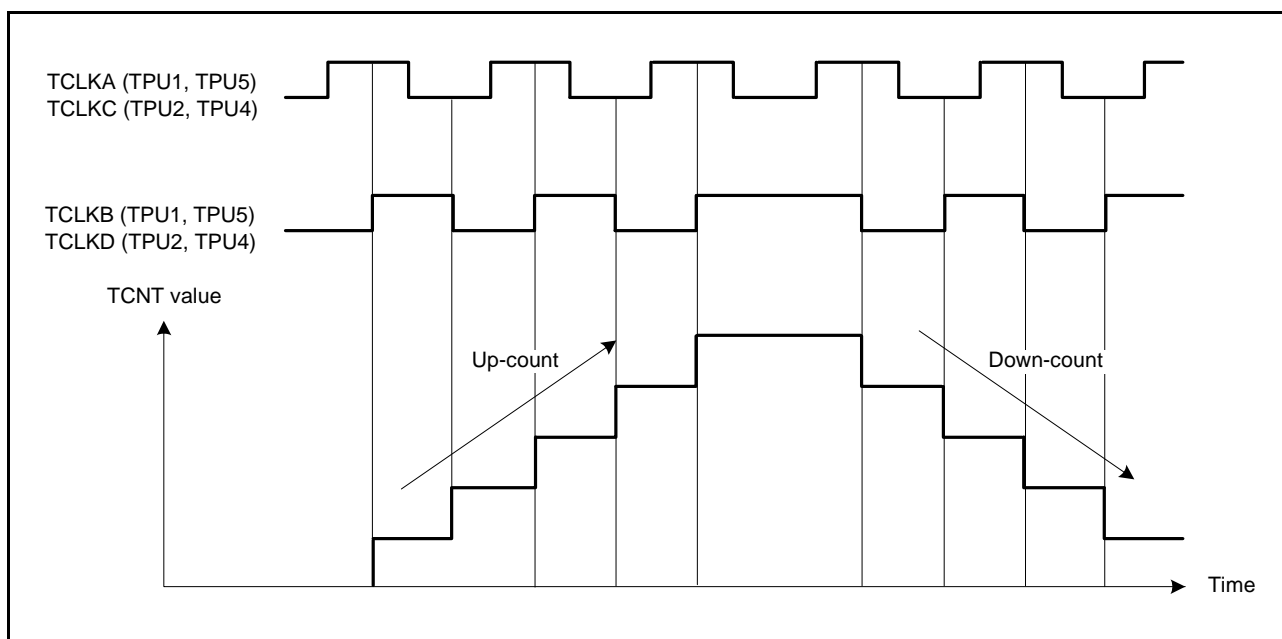 TCLKA (TPU1, TPU5)
TCLKC (TPU2, TPU4)
TCLKB (TPU1, TPU5)
TCLKD (TPU2, TPU4)
TCNT value
Up-count
Down-count
Time